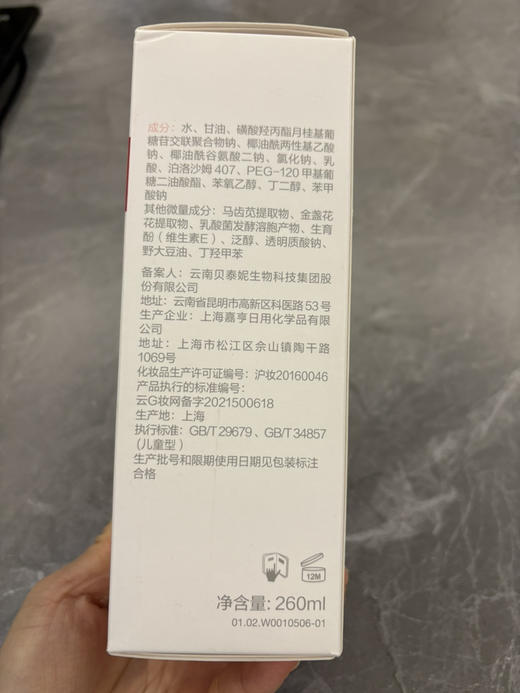 成分：水、甘油、磺酸羟丙酯月桂基葡
糖苷交联聚合物钠、椰油酰两性基乙酸
钠、椰油酰谷氨酸二钠、氯化钠、乳
酸、泊洛沙姆 407、PEG-120 甲基葡
糖二油酸酯、苯氧乙醇、丁二醇、苯甲
酸钠
其他微量成分：马齿苋提取物、金盏花
花提取物、乳酸菌发酵溶胞产物、生育
酚（维生素E）、泛醇、透明质酸钠、
野大豆油、丁羟甲苯
备案人：云南贝泰妮生物科技集团股
份有限公司
地址：云南省昆明市高新区科医路53号
生产企业：上海嘉亨日用化学品有限公
司
地址：上海市松江区佘山镇陶干路
1069号
化妆品生产许可证编号：沪妆20160046
产品执行的标准编号：
云G妆网备字2021500618
生产地：上海
执行标准：GB/T 29679、GB/T 34857
(儿童型)
生产批号和限期使用日期见包装标注
合格
12M
净含量: 260ml
01.02.W0010506-01